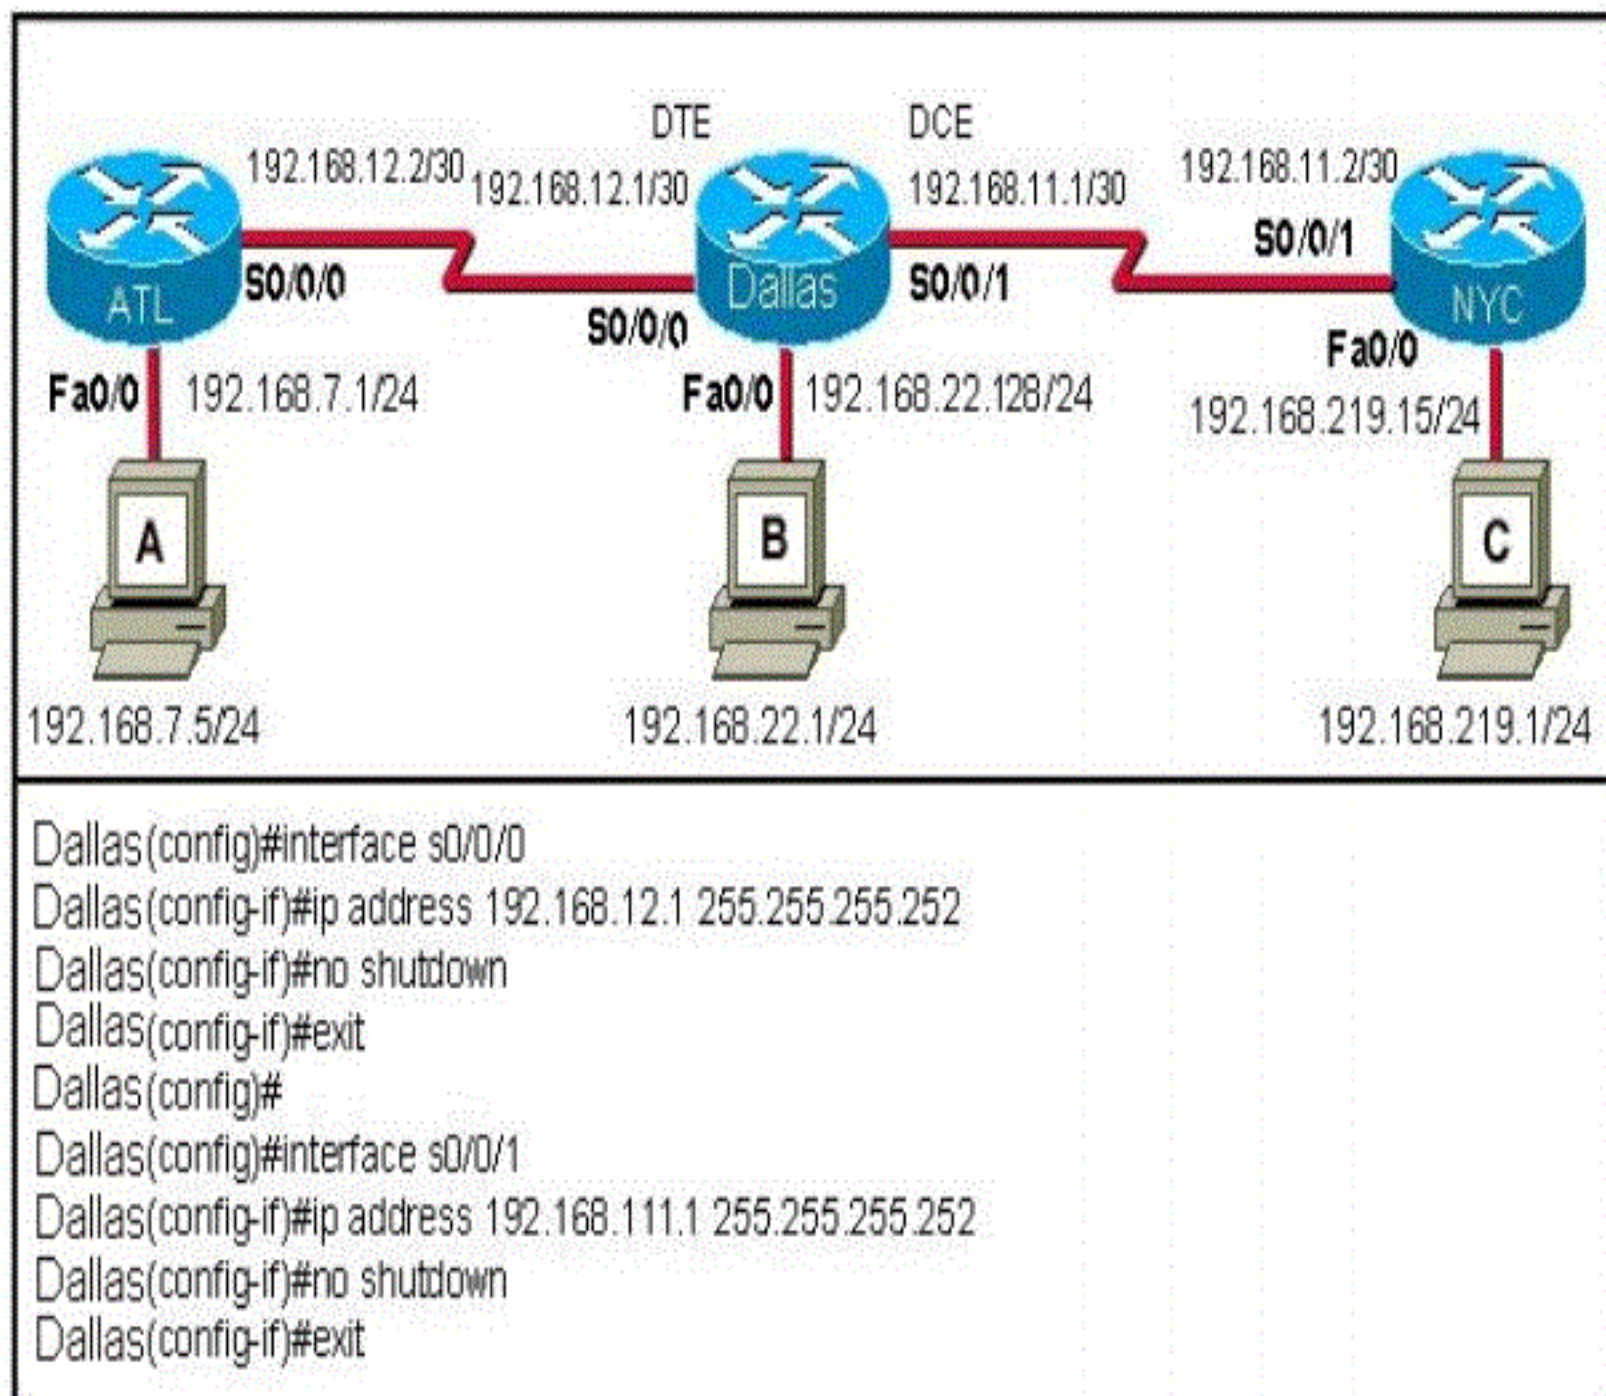 DTE
DCE
192.168.12.2/30
192.168.12.1/30
192.168.11.1/30
192.168.11.2/30
S0/0/1
ATL
S0/0/0
Dallas
S0/0/1
NYC
S0/0/0
Fa0/0
Fa0/0
192.168.7.1/24
Fa0/0
192.168.22.128/24
192.168.219.15/24
A
B
C
192.168.7.5/24
192.168.22.1/24
192.168.219.1/24
Dallas(config)#interface s0/0/0
Dallas(config-if)#ip address 192.168.12.1 255.255.255.252
Dallas(config-if)#no shutdown
Dallas(config-if)#exit
Dallas(config)#
Dallas(config)#interface s0/0/1
Dallas(config-if)#ip address 192.168.111.1 255.255.255.252
Dallas(config-if)#no shutdown
Dallas(config-if)#exit